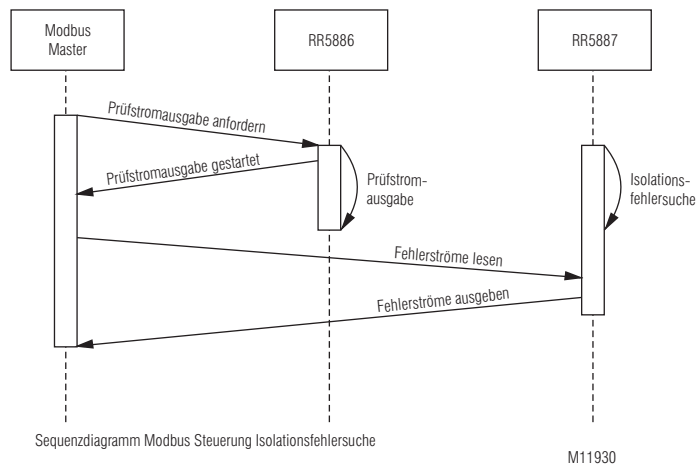 Modbus
Master
RR5886
RR5887
Prüfstromausgabe anfordern
Prüfstromausgabe gestartet
Prüfstrom-
ausgabe
Isolations-
fehlersuche
Fehlerströme lesen
Fehlerströme ausgeben
Sequenzdiagramm Modbus Steuerung Isolationsfehlersuche
M11930